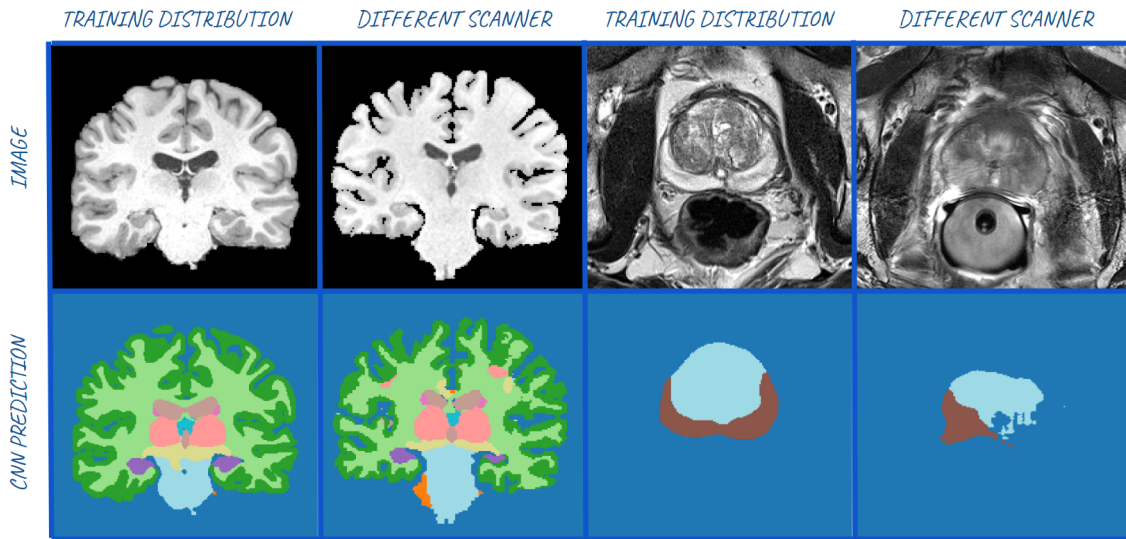 TRAINING DISTRIBUTION DIFFERENT SCANNER TRAINING DISTRIBUTION DIFFERENT SCANNER
IMAGE
CNN PREDICTION